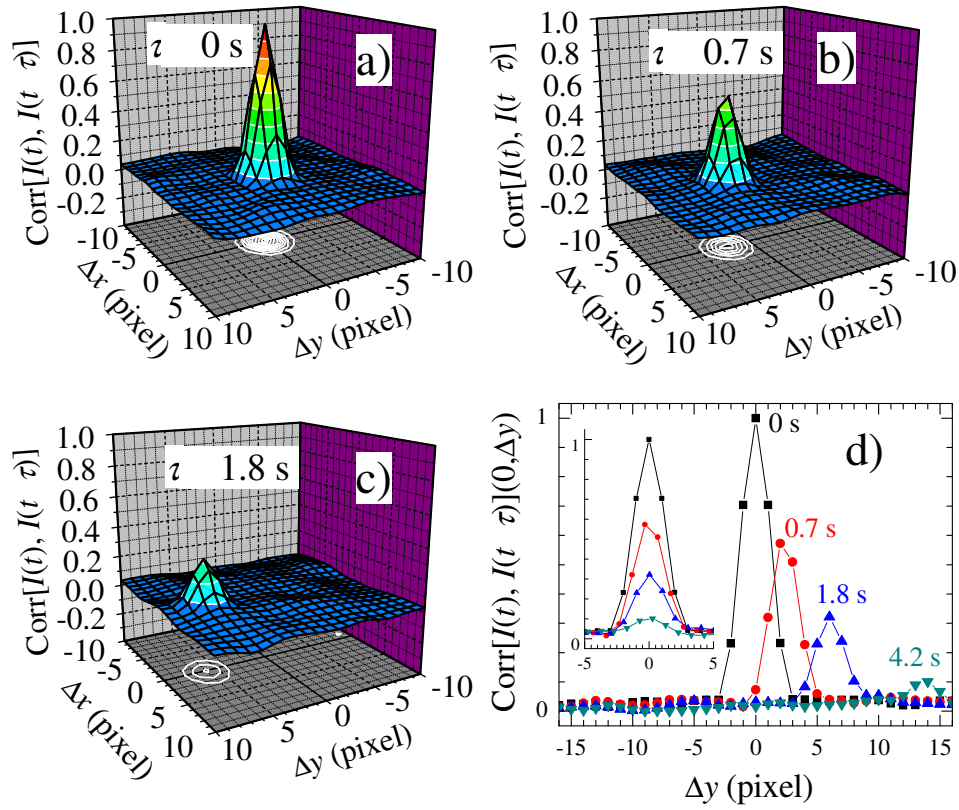 1.0
0.8
0.6
0.4
0.2
0.0
-0.2
Corr[I(t), I(t τ)]
τ 0 s
a)
-10
-5
0
5
10
Δx (pixel)
10
5
0
-5
-10
Δy (pixel)
1.0
0.8
0.6
0.4
0.2
0.0
-0.2
Corr[I(t), I(t τ)]
τ 0.7 s
b)
-10
-5
0
5
10
Δx (pixel)
10
5
0
-5
-10
Δy (pixel)
1.0
0.8
0.6
0.4
0.2
0.0
-0.2
Corr[I(t), I(t τ)]
τ 1.8 s
c)
-10
-5
0
5
10
Δx (pixel)
10
5
0
-5
-10
Δy (pixel)
Corr[I(t), I(t τ)](0,Δy)
1
0
d)
0 s
0.7 s
1.8 s
4.2 s
1
0
-5 0 5
-15 -10 -5 0 5 10 15
Δy (pixel)